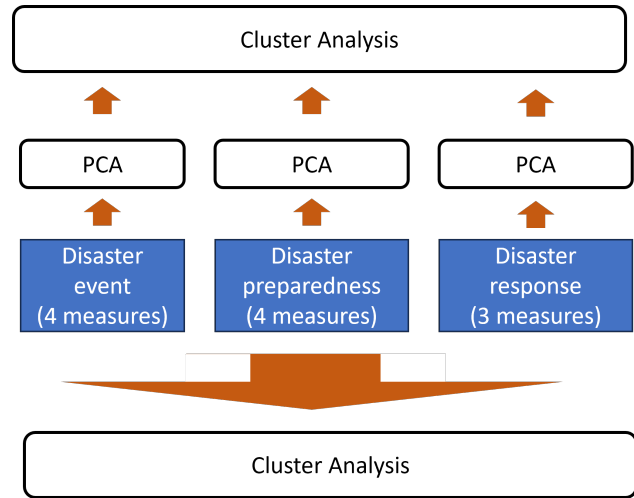 Cluster Analysis
PCA
PCA
PCA
Disaster
event
(4 measures)
Disaster
preparedness
(4 measures)
Disaster
response
(3 measures)
Cluster Analysis